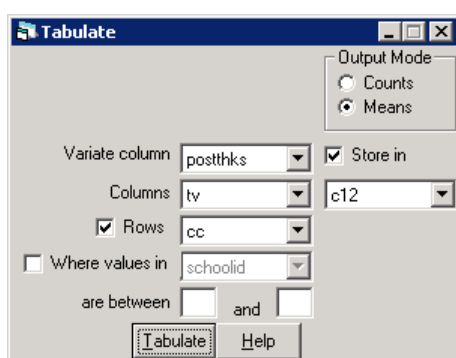 Tabulate
Output Mode
Counts
Means
Variate column postthks Store in
Columns tv c12
Rows cc
Where values in schoolid
are between and
Tabulate Help